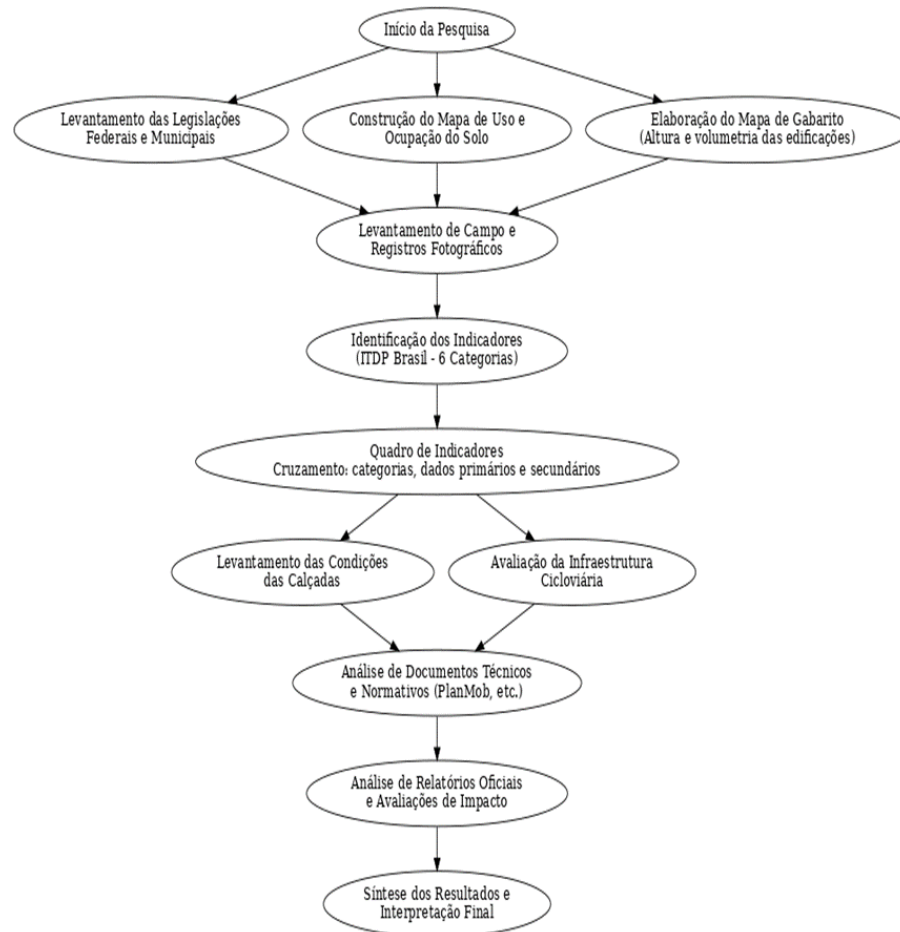 Início da Pesquisa
Levantamento das Legislações
Federais e Municipais
Construção do Mapa de Uso e
Ocupação do Solo
Elaboração do Mapa de Gabarito
(Altura e volumetria das edificações)
Levantamento de Campo e
Registros Fotográficos
Identificação dos Indicadores
(ITDP Brasil - 6 Categorias)
Quadro de Indicadores
Cruzamento: categorias, dados primários e secundários
Levantamento das Condições
das Calçadas
Avaliação da Infraestrutura
Cicloviária
Análise de Documentos Técnicos
e Normativos (PlanMob, etc.)
Análise de Relatórios Oficiais
e Avaliações de Impacto
Síntese dos Resultados e
Interpretação Final